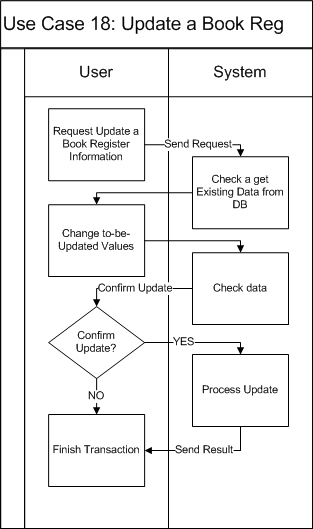 Use Case 18: Update a Book Reg
User
System
Request Update a
Book Register
Information
Send Request
Check a get
Existing Data from
DB
Change to-be-
Updated Values
Confirm Update
Check data
Confirm
Update?
YES
Process Update
NO
Finish Transaction
Send Result